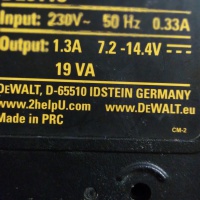 Input: 230V~ 50 Hz 0.33A
Output: 1.3A 7.2 -14.4V⎓
19 VA
DEWALT, D-65510 IDSTEIN GERMANY
www.2helpU.com www.DEWALT.eu
Made in PRC
CM-2